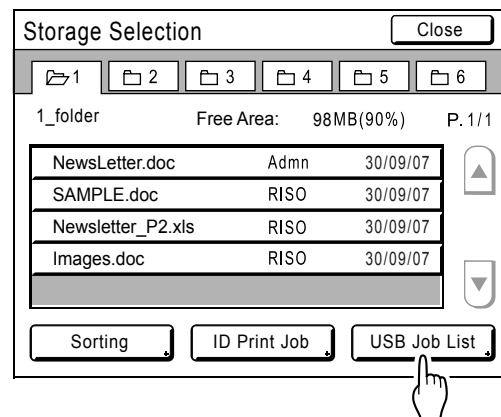 Storage Selection Close
1 2 3 4 5 6
1_folder Free Area: 98MB(90%) P. 1/1
NewsLetter.doc Admn 30/09/07
SAMPLE.doc RISO 30/09/07
Newsletter_P2.xls RISO 30/09/07
Images.doc RISO 30/09/07
Sorting ID Print Job USB Job List